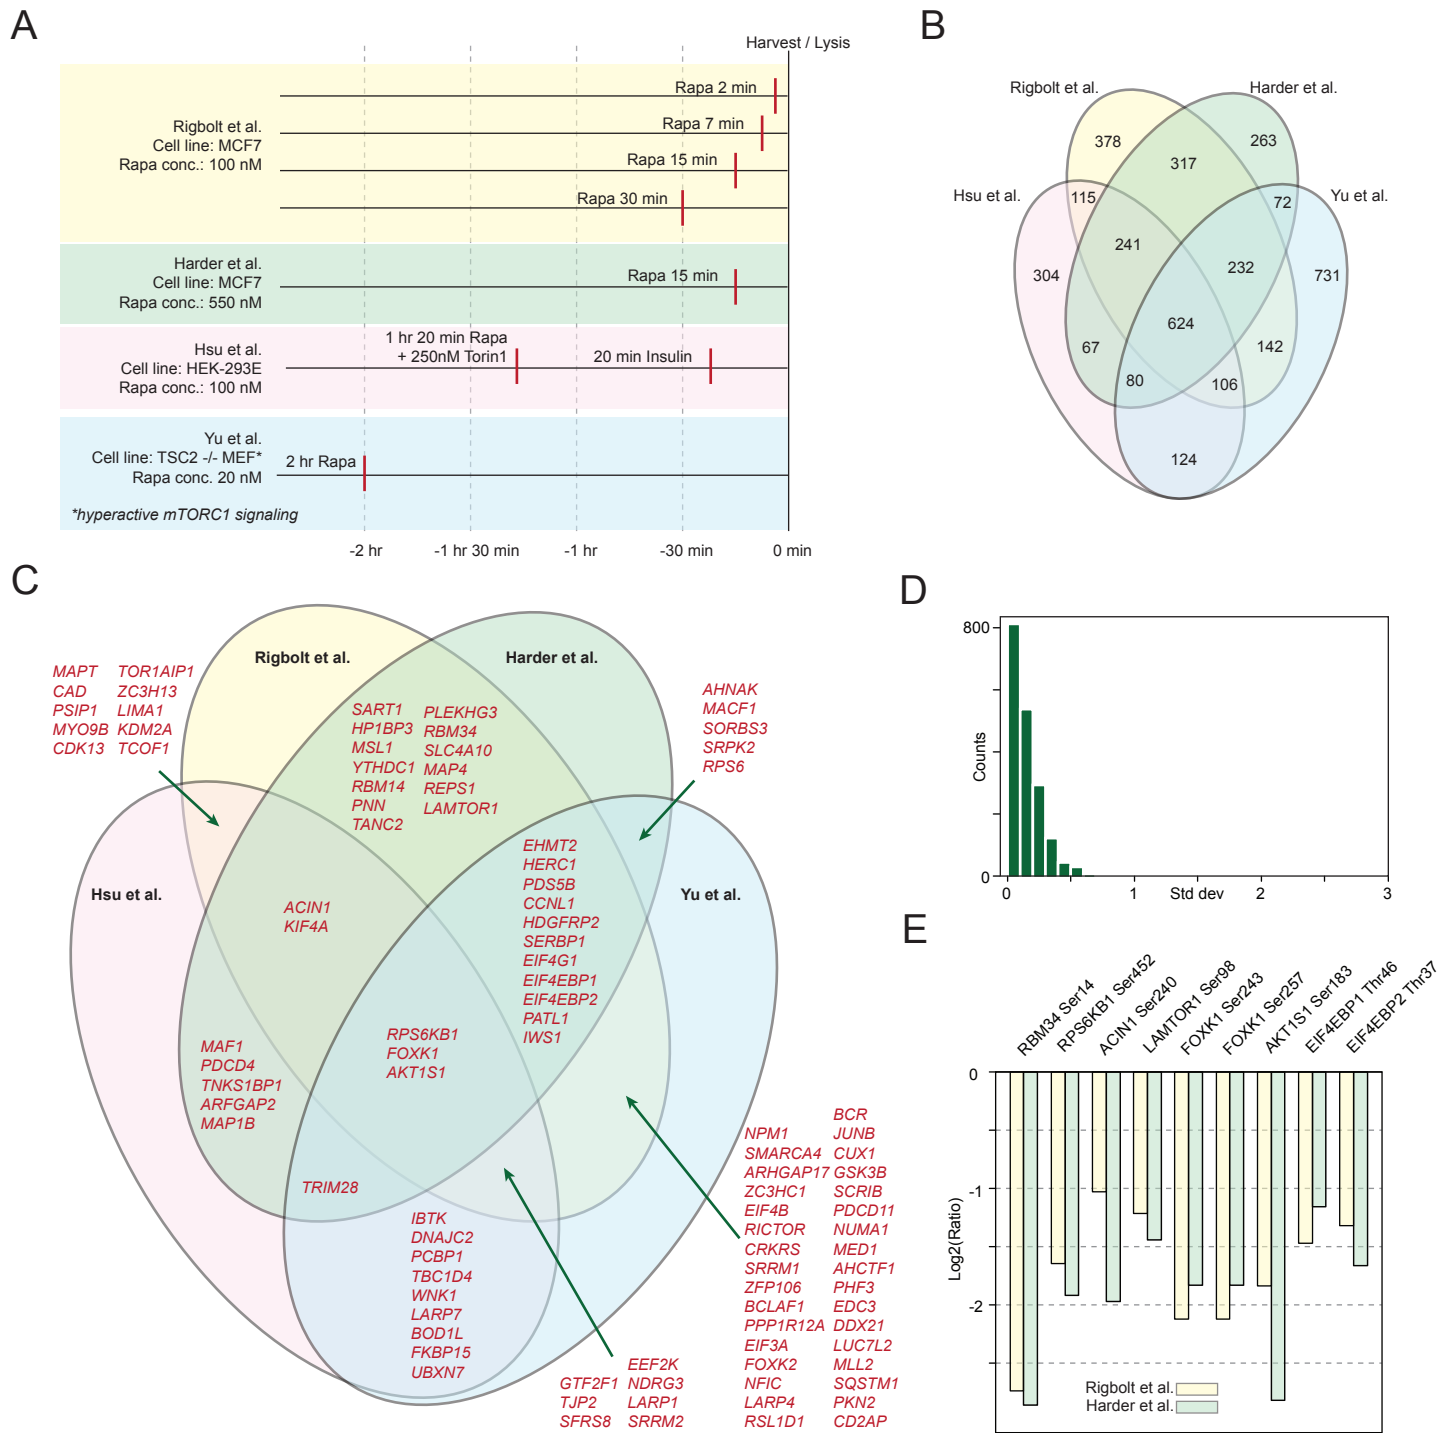 A
Harvest / Lysis
Rapa 2 min
Rapa 7 min
Rigbolt et al.
Cell line: MCF7
Rapa conc.: 100 nM
Rapa 15 min
Rapa 30 min
Harder et al.
Cell line: MCF7
Rapa conc.: 550 nM
Rapa 15 min
Hsu et al.
Cell line: HEK-293E
Rapa conc.: 100 nM
1 hr 20 min Rapa
+ 250nM Torin1
20 min Insulin
Yu et al.
Cell line: TSC2 -/- MEF*
Rapa conc. 20 nM
2 hr Rapa
*hyperactive mTORC1 signaling
-2 hr
-1 hr 30 min
-1 hr
-30 min
0 min
B
Rigbolt et al.
Harder et al.
Hsu et al.
Yu et al.
378
317
263
115
72
241
232
304
731
624
67
142
80
106
124
C
Rigbolt et al.
Harder et al.
Hsu et al.
Yu et al.
MAPT TOR1AIP1
CAD ZC3H13
PSIP1 LIMA1
MYO9B KDM2A
CDK13 TCOF1
SART1 PLEKHG3
HP1BP3 RBM34
MSL1 SLC4A10
YTHDC1 MAP4
RBM14 REPS1
PNN LAMTOR1
TANC2
AHNAK
MACF1
SORBS3
SRPK2
RPS6
EHMT2
HERC1
PDS5B
CCNL1
HDGFRP2
SERBP1
EIF4G1
EIF4EBP1
EIF4EBP2
PATL1
IWS1
ACIN1
KIF4A
RPS6KB1
FOXK1
AKT1S1
MAF1
PDCD4
TNKS1BP1
ARFGAP2
MAP1B
TRIM28
IBTK
DNAJC2
PCBP1
TBC1D4
WNK1
LARP7
BOD1L
FKBP15
UBXN7
EEF2K
GTF2F1 NDRG3
TJP2 LARP1
SFRS8 SRRM2
BCR
NPM1 JUNB
SMARCA4 CUX1
ARHGAP17 GSK3B
ZC3HC1 SCRIB
EIF4B PDCD11
RICTOR NUMA1
CRKRS MED1
SRRM1 AHCTF1
ZFP106 PHF3
BCLAF1 EDC3
PPP1R12A DDX21
EIF3A LUC7L2
FOXK2 MLL2
NFIC SQSTM1
LARP4 PKN2
RSL1D1 CD2AP
D
800
Counts
0
0
1
2
3
Std dev
E
RBM34 Ser14
RPS6KB1 Ser452
ACIN1 Ser240
LAMTOR1 Ser98
FOXK1 Ser243
FOXK1 Ser257
AKT1S1 Ser183
EIF4EBP1 Thr46
EIF4EBP2 Thr37
0
-1
-2
Log2(Ratio)
Rigbolt et al.
Harder et al.